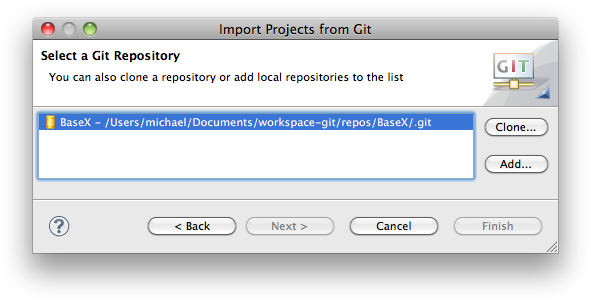 Import Projects from Git
Select a Git Repository
You can also clone a repository or add local repositories to the list
GIT
BaseX – /Users/michael/Documents/workspace-git/repos/BaseX/.git
Clone...
Add...
?
< Back
Next >
Cancel
Finish